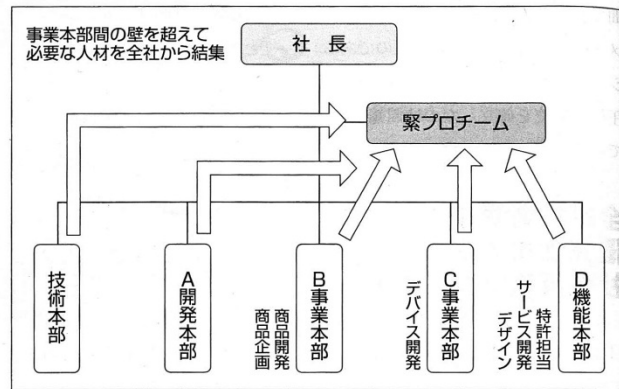 事業本部間の壁を超えて
必要な人材を全社から結集
社長
緊プロチーム
技術本部
A開発本部
B事業本部
商品開発
商品企画
C事業本部
デバイス開発
D機能本部
特許担当
サービス開発
デザイン